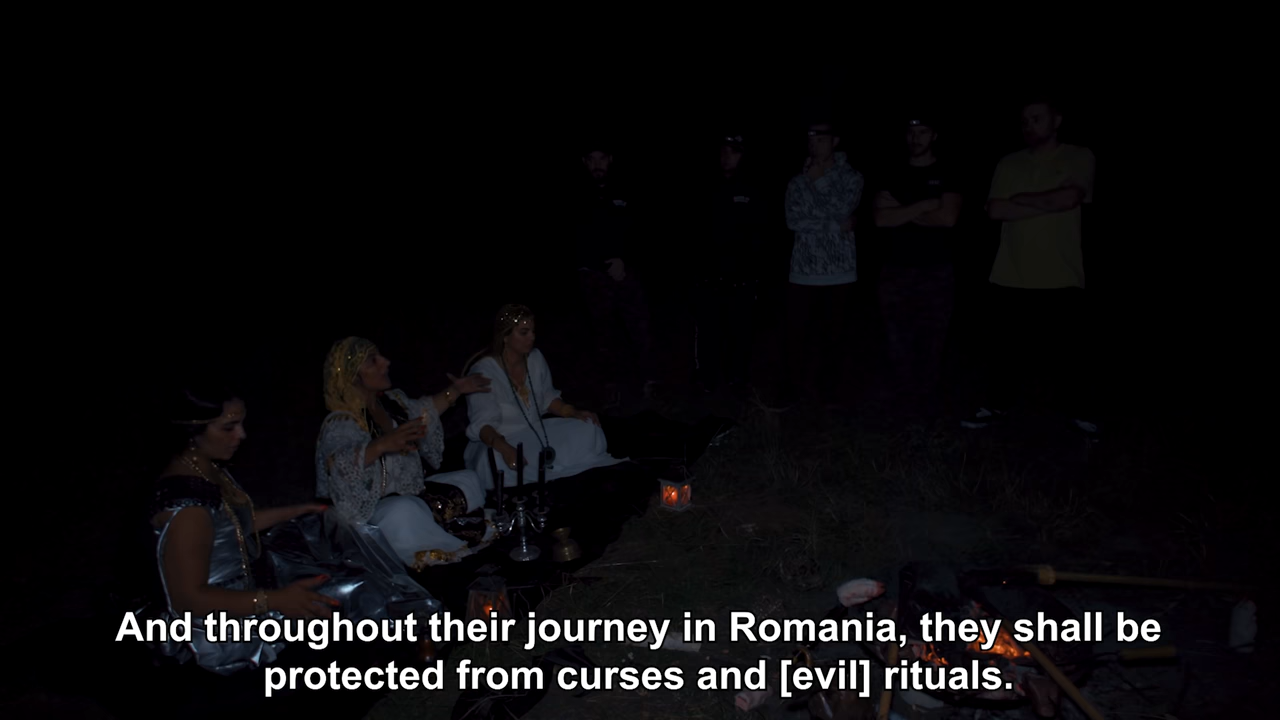 And throughout their journey in Romania, they shall be
protected from curses and [evil] rituals.